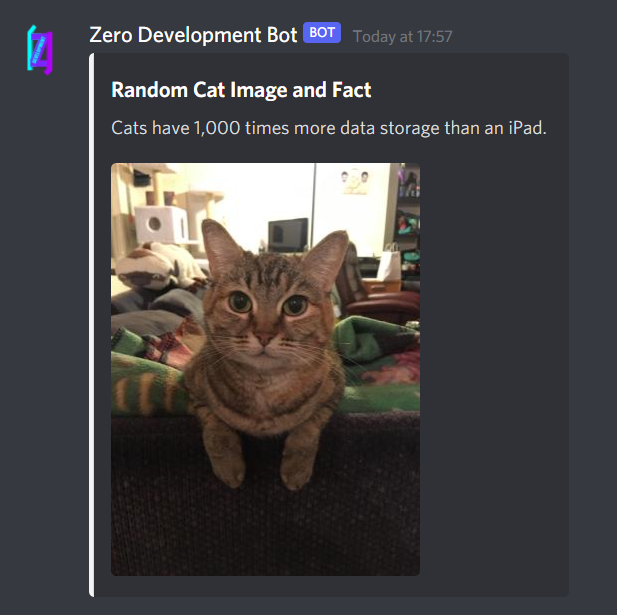 Zero Development Bot BOT Today at 17:57
Random Cat Image and Fact
Cats have 1,000 times more data storage than an iPad.